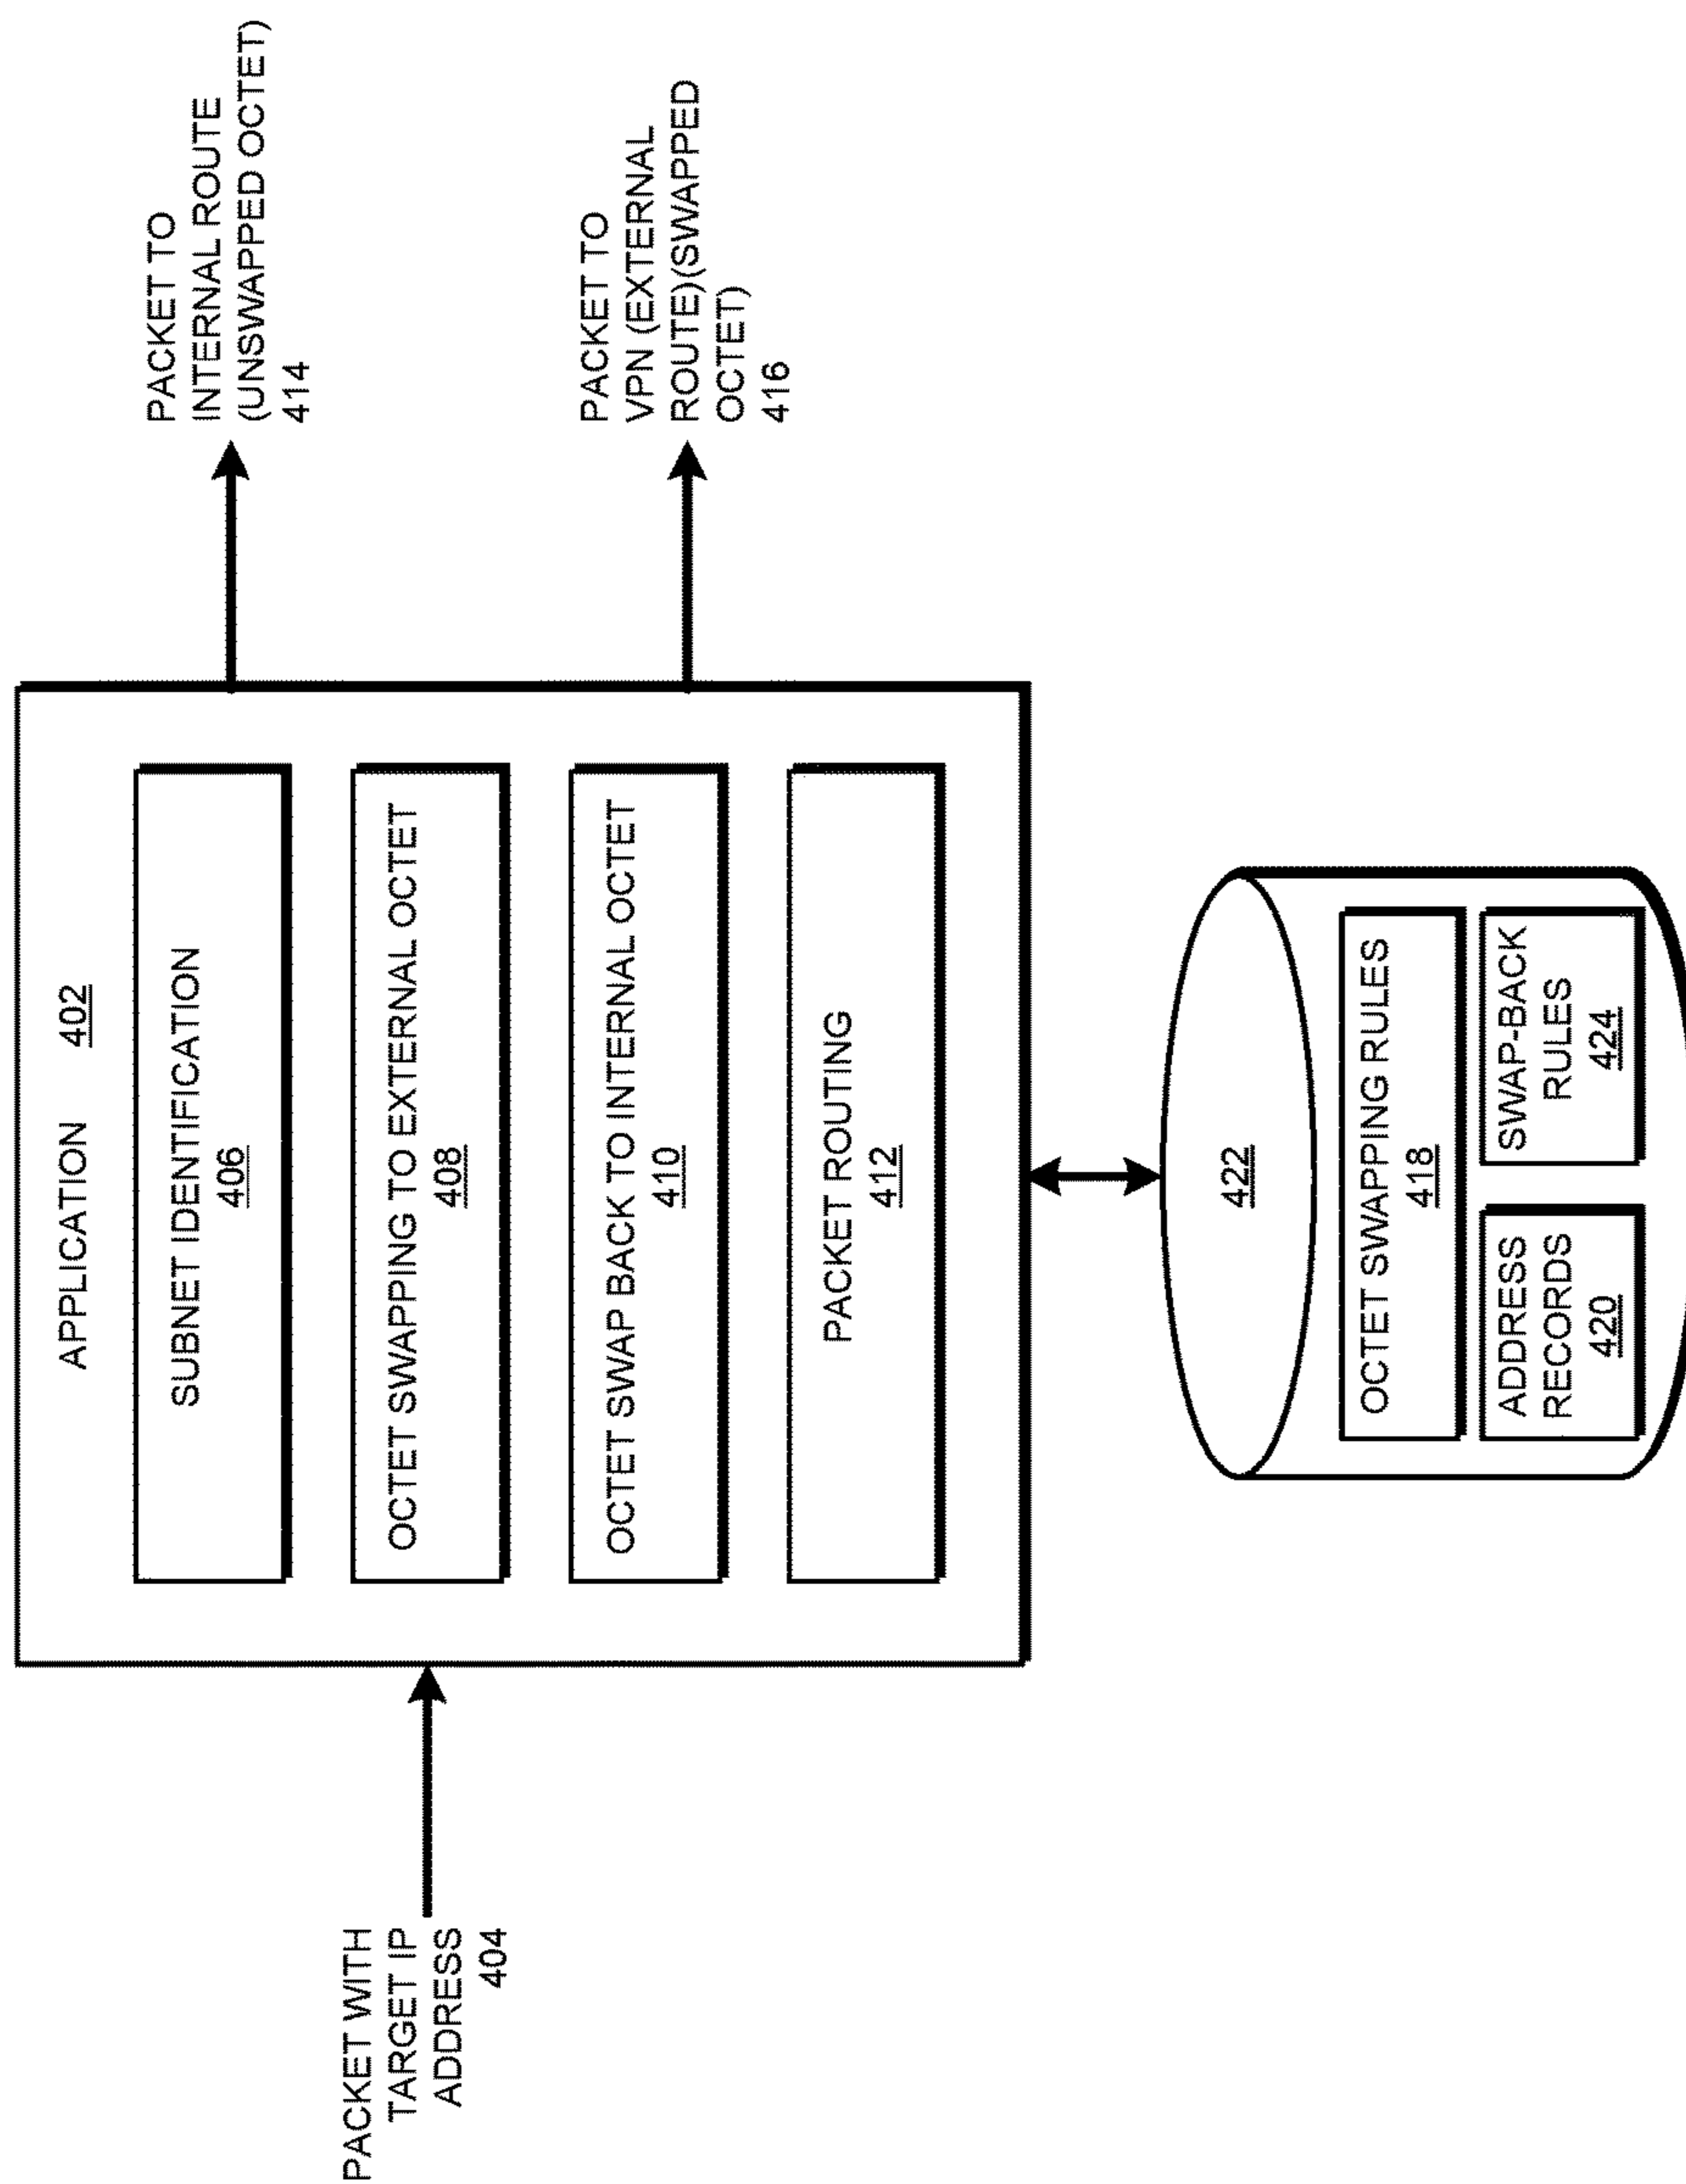 PACKET WITH
TARGET IP
ADDRESS
404
APPLICATION 402
SUBNET IDENTIFICATION
406
OCTET SWAPPING TO EXTERNAL OCTET
408
OCTET SWAP BACK TO INTERNAL OCTET
410
PACKET ROUTING
412
PACKET TO
INTERNAL ROUTE
(UNSWAPPED OCTET)
414
PACKET TO
VPN (EXTERNAL
ROUTE)(SWAPPED
OCTET)
416
422
OCTET SWAPPING RULES
418
ADDRESS
RECORDS
420
SWAP-BACK
RULES
424